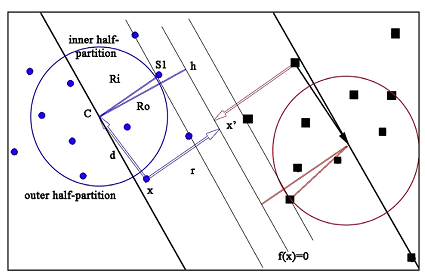 inner half-
partition
S1
h
Ri
Ro
C
x'
d
r
x
outer half-partition
f(x)=0